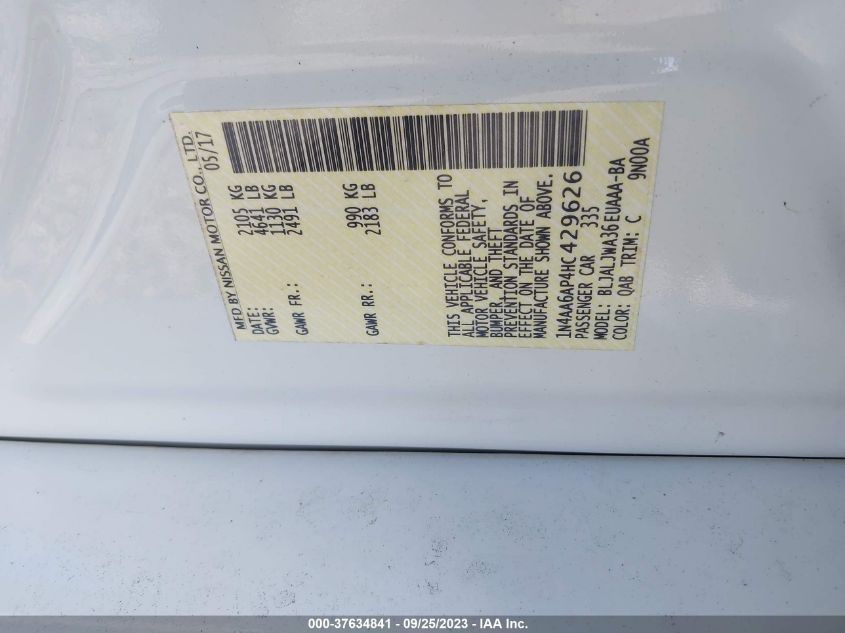 MFD BY NISSAN MOTOR CO., LTD.
DATE: 05/17
GVWR: 2105 KG
4641 LB
GAWR FR.: 1130 KG
2491 LB
GAWR RR.: 990 KG
2183 LB
THIS VEHICLE CONFORMS TO
ALL APPLICABLE FEDERAL
MOTOR VEHICLE SAFETY,
BUMPER, AND THEFT
PREVENTION STANDARDS IN
EFFECT ON THE DATE OF
MANUFACTURE SHOWN ABOVE.
1N4AA6AP4HC429626
PASSENGER CAR 335
MODEL: BLJALJWA36EUAAA-BA
COLOR: QAB TRIM: C 9N00A
000-37634841 - 09/25/2023 - IAA Inc.